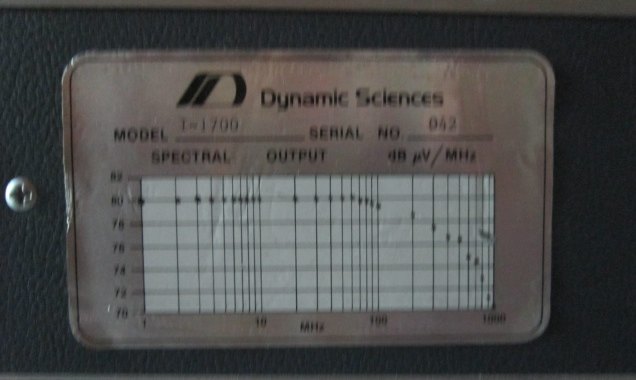 Dynamic Sciences
MODEL I-1700 SERIAL NO. 042
SPECTRAL OUTPUT dB µV/MHz
82
80
78
76
74
72
70
1 10 100 1000
MHz